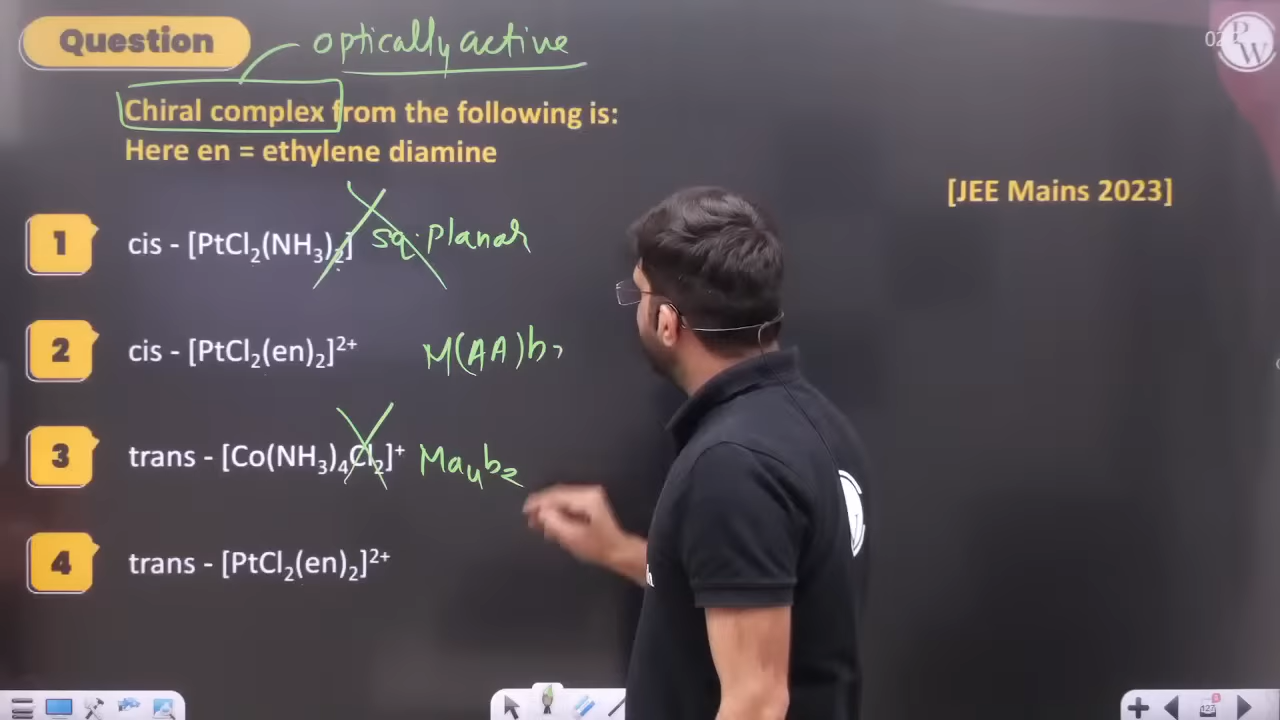 Question
optically active
Chiral complex from the following is:
Here en = ethylene diamine
[JEE Mains 2023]
1 cis - [PtCl₂(NH₃)₂] sq. planar
2 cis - [PtCl₂(en)₂]²⁺ M(AA)b₂
3 trans - [Co(NH₃)₄Cl₂]⁺ Ma₄b₂
4 trans - [PtCl₂(en)₂]²⁺
PW